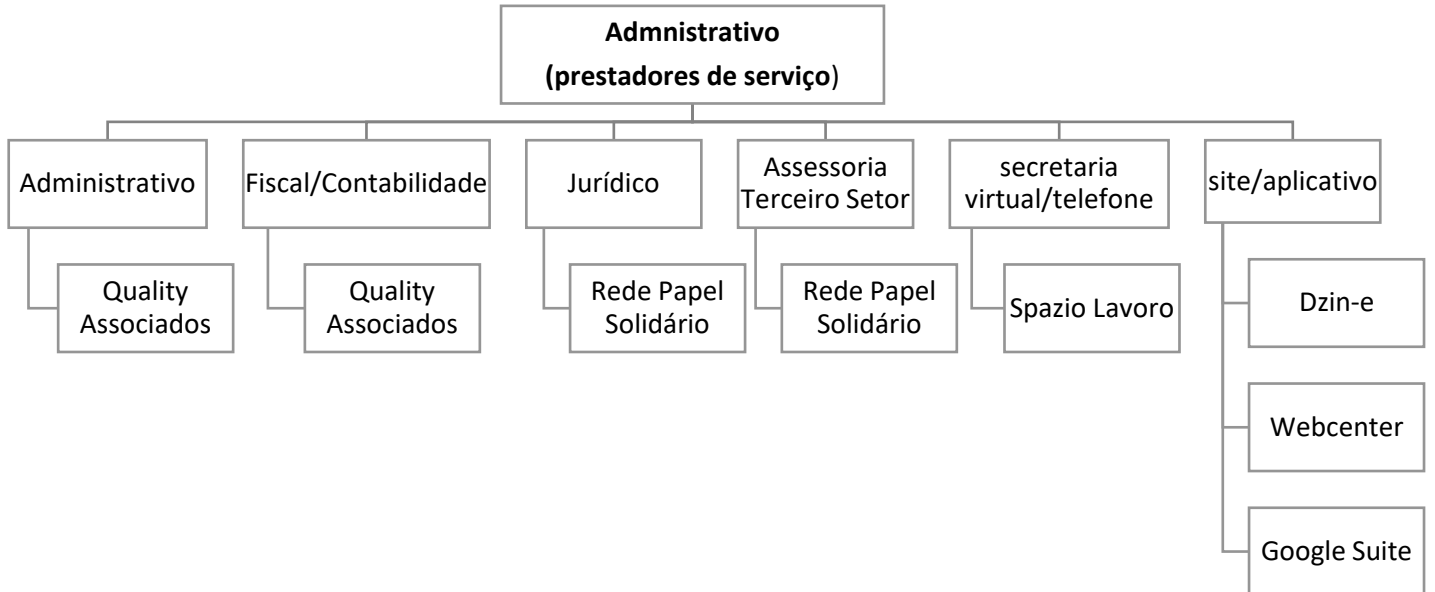 Admnistrativo
(prestadores de serviço)
Administrativo
Fiscal/Contabilidade
Jurídico
Assessoria
Terceiro Setor
secretaria
virtual/telefone
site/aplicativo
Quality
Associados
Quality
Associados
Rede Papel
Solidário
Rede Papel
Solidário
Spazio Lavoro
Dzin-e
Webcenter
Google Suite